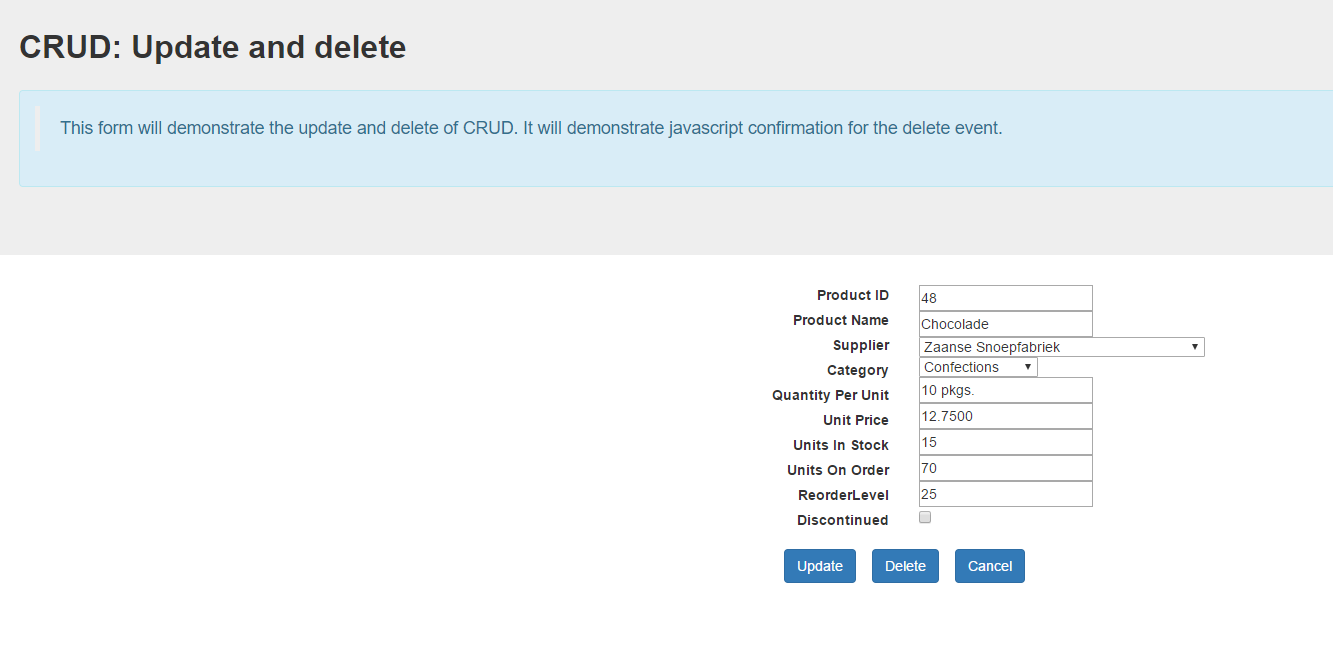 CRUD: Update and delete
This form will demonstrate the update and delete of CRUD. It will demonstrate javascript confirmation for the delete event.
Product ID 48
Product Name Chocolade
Supplier Zaanse Snoepfabriek
Category Confections
Quantity Per Unit 10 pkgs.
Unit Price 12.7500
Units In Stock 15
Units On Order 70
ReorderLevel 25
Discontinued
Update Delete Cancel